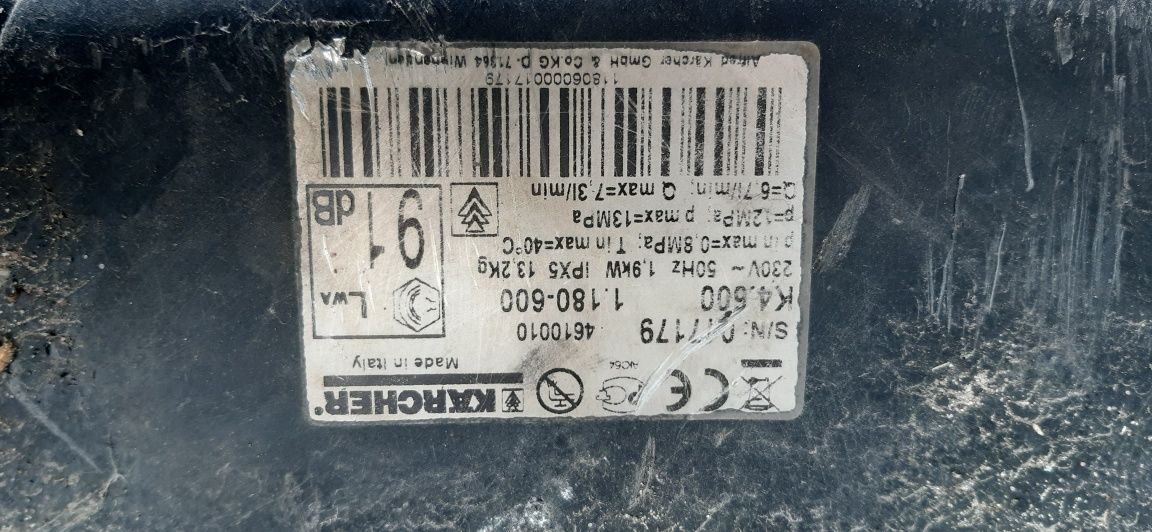 KÄRCHER®
Made in Italy
AЮ64
S/N: 017179 4610010
K4.600 1.180-600
230V~ 50Hz 1,9kW IPX5 13.2Kg
p in max=0,8MPa; T in max=40°C
p=12MPa; p max=13MPa
Q=6.7l/min; Q max=7,3l/min
LWA
91
dB
1180600017179
Alfred Kärcher GmbH & Co.KG D-71364 Winnenden